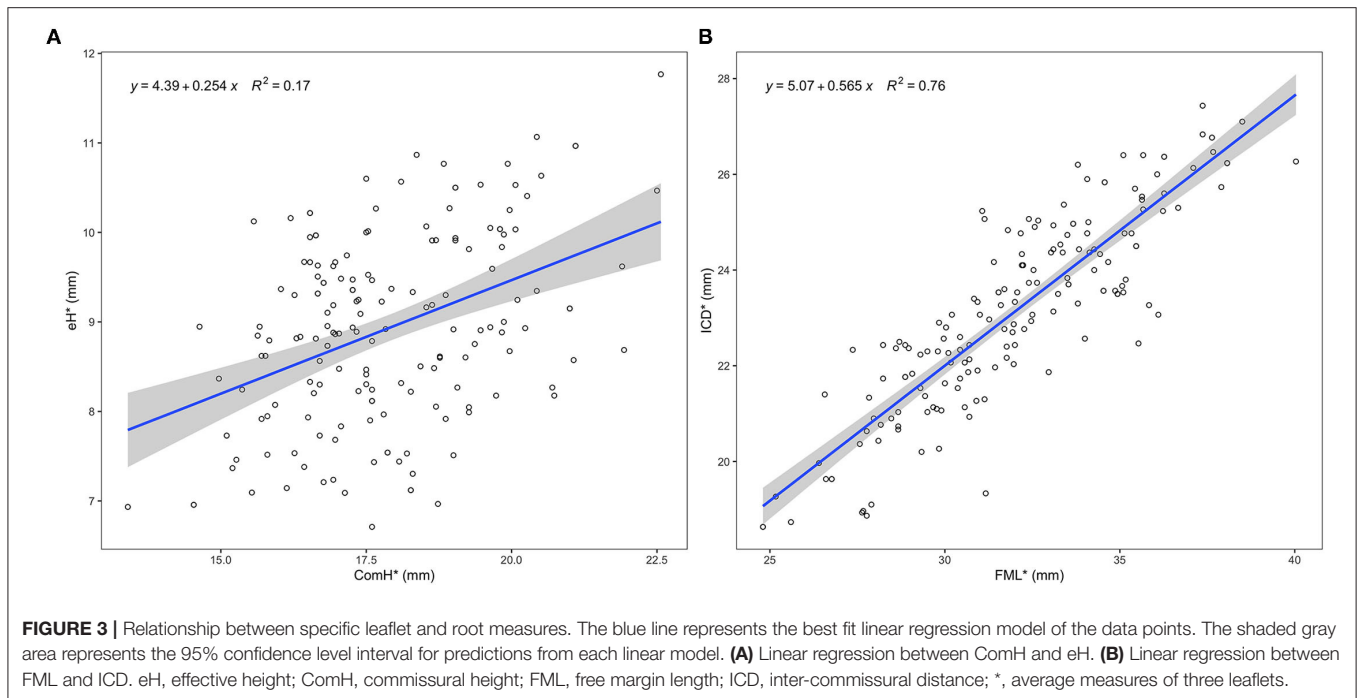 A
y = 4.39 + 0.254 x R² = 0.17
12
11
10
9
8
7
eH* (mm)
15.0 17.5 20.0 22.5
ComH* (mm)
B
y = 5.07 + 0.565 x R² = 0.76
28
26
24
22
20
ICD* (mm)
25 30 35 40
FML* (mm)
FIGURE 3 | Relationship between specific leaflet and root measures. The blue line represents the best fit linear regression model of the data points. The shaded gray
area represents the 95% confidence level interval for predictions from each linear model. (A) Linear regression between ComH and eH. (B) Linear regression between
FML and ICD. eH, effective height; ComH, commissural height; FML, free margin length; ICD, inter-commissural distance; *, average measures of three leaflets.